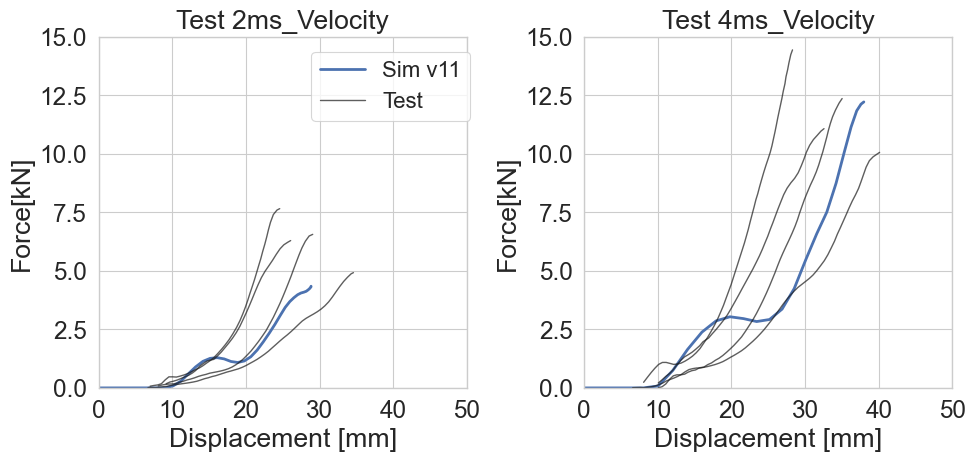 Test 2ms_Velocity
15.0
12.5
10.0
7.5
5.0
2.5
0.0
Force[kN]
Sim v11
Test
0 10 20 30 40 50
Displacement [mm]
Test 4ms_Velocity
15.0
12.5
10.0
7.5
5.0
2.5
0.0
Force[kN]
0 10 20 30 40 50
Displacement [mm]